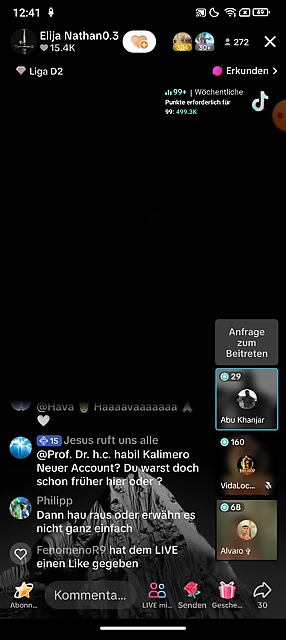 12:41
49
Elija Nathan0.3
15.4K
30+
30+
272
Liga D2
Erkunden >
99+ | Wöchentliche
Punkte erforderlich für
99: 499.3K
Anfrage
zum
Beitreten
29
Abu Khanjar
160
VidaLoc...
68
Alvaro
@Hava Haaaavaaaaaaa
15 Jesus ruft uns alle
@Prof. Dr. h.c. habil Kalimero
Neuer Account? Du warst doch
schon früher hier oder ?
Philipp
Dann hau raus oder erwähn es
nicht ganz einfach
FenomenoR9 hat dem LIVE
einen Like gegeben
Abonn...
Kommenta...
LIVE mi...
Senden
Gesche...
30